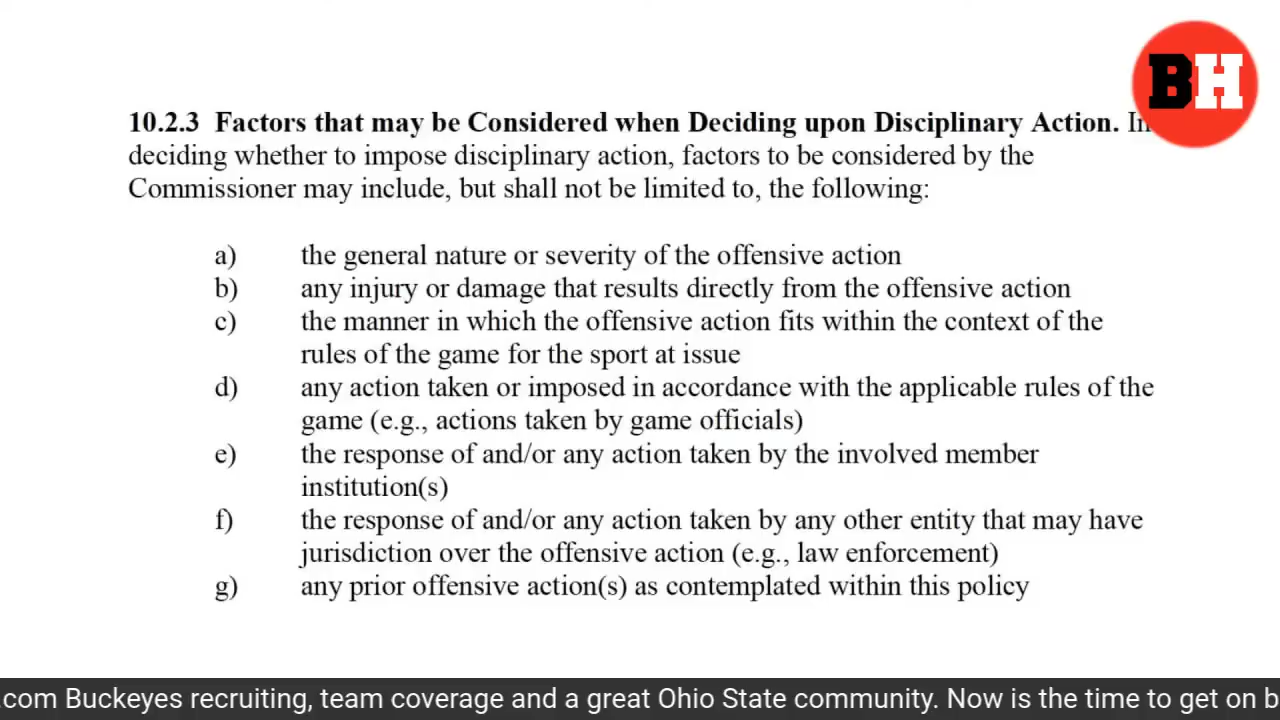 BH
10.2.3 Factors that may be Considered when Deciding upon Disciplinary Action. In
deciding whether to impose disciplinary action, factors to be considered by the
Commissioner may include, but shall not be limited to, the following:
a) the general nature or severity of the offensive action
b) any injury or damage that results directly from the offensive action
c) the manner in which the offensive action fits within the context of the
rules of the game for the sport at issue
d) any action taken or imposed in accordance with the applicable rules of the
game (e.g., actions taken by game officials)
e) the response of and/or any action taken by the involved member
institution(s)
f) the response of and/or any action taken by any other entity that may have
jurisdiction over the offensive action (e.g., law enforcement)
g) any prior offensive action(s) as contemplated within this policy
.com Buckeyes recruiting, team coverage and a great Ohio State community. Now is the time to get on b